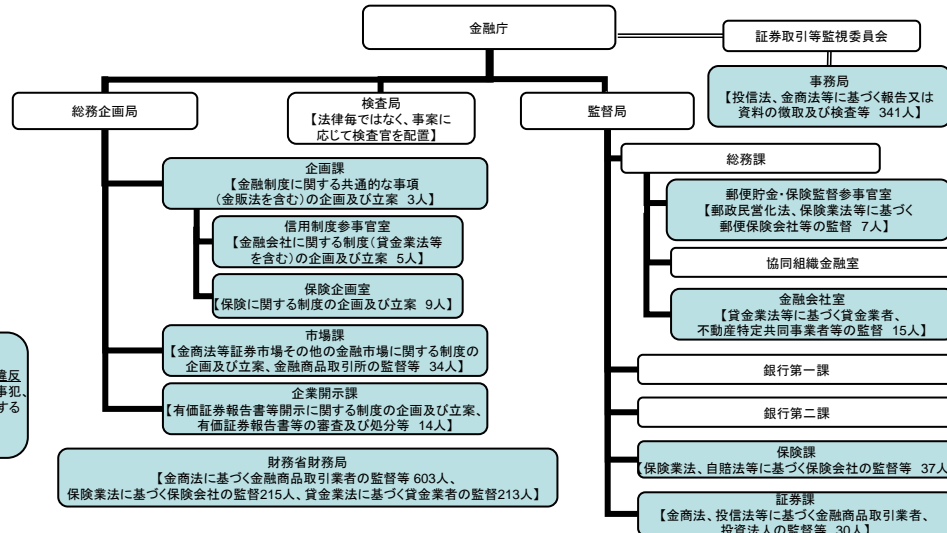 金融庁
証券取引等監視委員会
事務局
【投信法、金商法等に基づく報告又は
資料の徴取及び検査等 341人】
総務企画局
検査局
【法律毎ではなく、事案に
応じて検査官を配置】
監督局
企画課
【金融制度に関する共通的な事項
(金販法を含む)の企画及び立案 3人】
信用制度参事官室
【金融会社に関する制度(貸金業法等
を含む)の企画及び立案 5人】
保険企画室
【保険に関する制度の企画及び立案 9人】
市場課
【金商法等証券市場その他の金融市場に関する制度の
企画及び立案、金融商品取引所の監督等 34人】
企業開示課
【有価証券報告書等開示に関する制度の企画及び立案、
有価証券報告書等の審査及び処分等 14人】
財務省財務局
【金商法に基づく金融商品取引業者の監督等 603人、
保険業法に基づく保険会社の監督215人、貸金業法に基づく貸金業者の監督213人】
総務課
郵便貯金・保険監督参事官室
【郵政民営化法、保険業法等に基づく
郵便保険会社等の監督 7人】
協同組織金融室
金融会社室
【貸金業法等に基づく貸金業者、
不動産特定共同事業者等の監督 15人】
銀行第一課
銀行第二課
保険課
【保険業法、自賠法等に基づく保険会社の監督等 37人
証券課
【金商法、投信法等に基づく金融商品取引業者、
投資法人の監督等 30人】
違反
事犯、
する